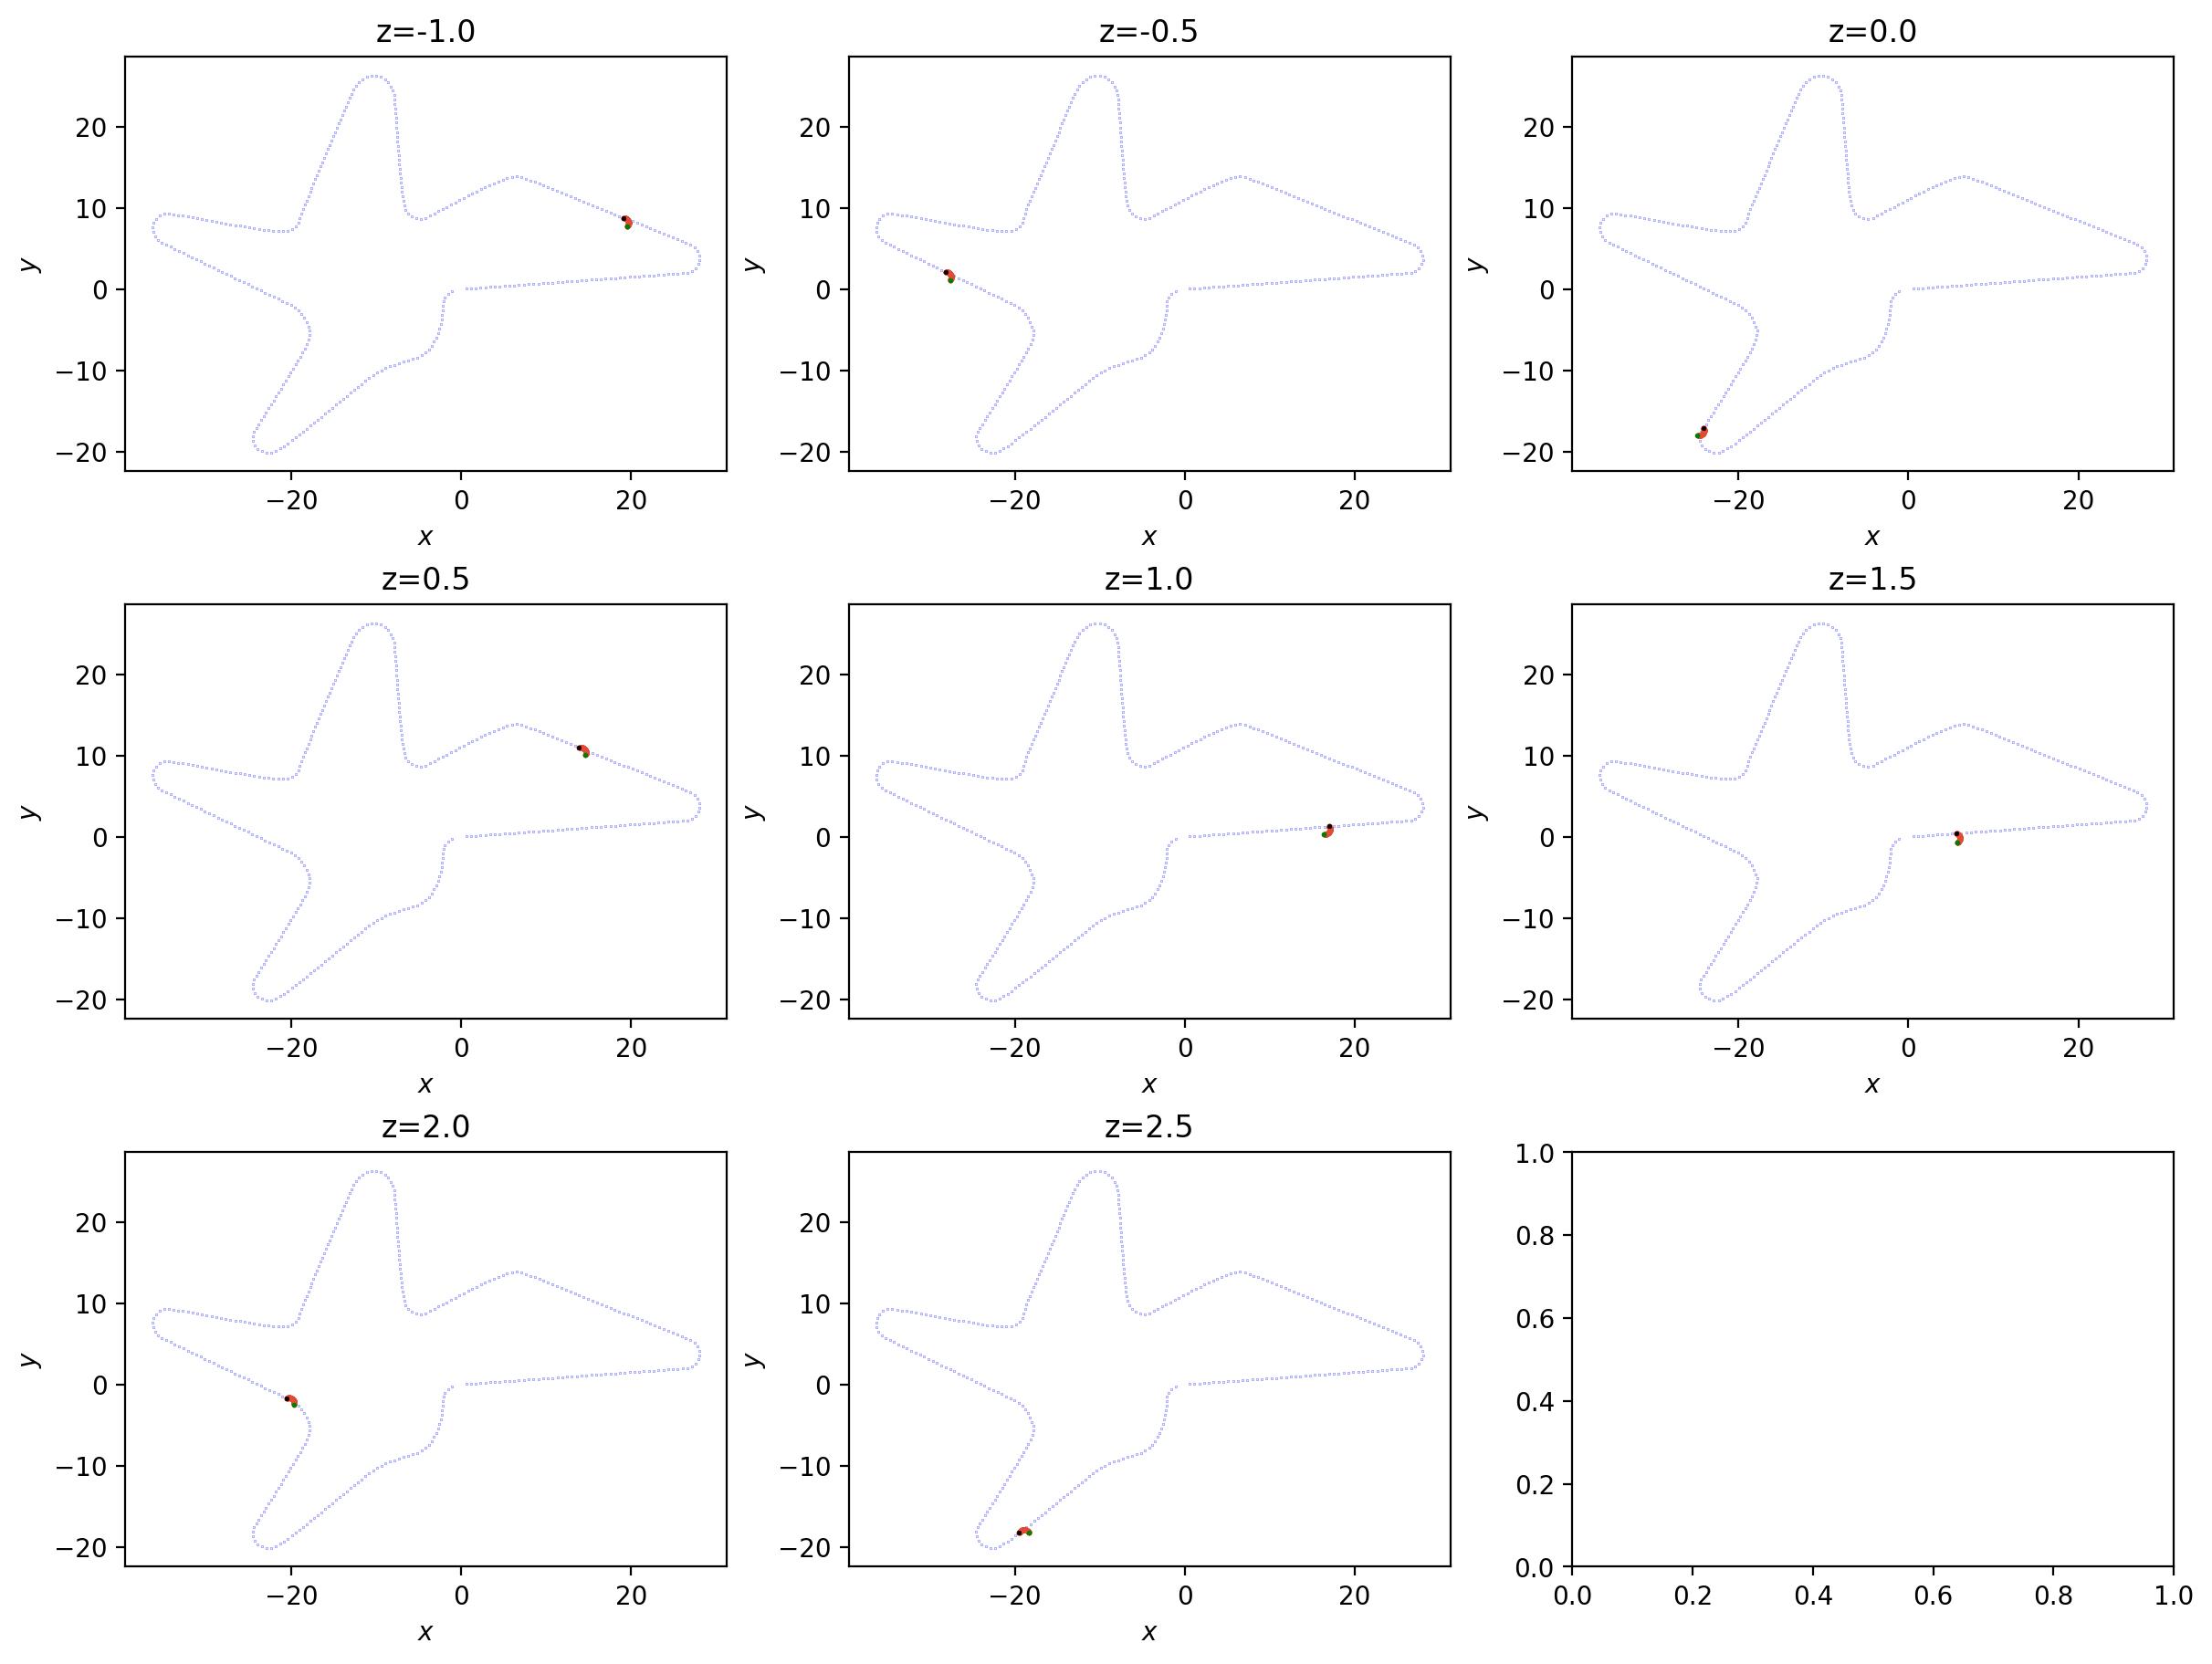 z=-1.0 z=-0.5 z=0.0
20 20 20
10 10 10
y 0 y 0 y 0
−10 −10 −10
−20 −20 −20
−20 0 20 −20 0 20 −20 0 20
x x x
z=0.5 z=1.0 z=1.5
20 20 20
10 10 10
y 0 y 0 y 0
−10 −10 −10
−20 −20 −20
−20 0 20 −20 0 20 −20 0 20
x x x
z=2.0 z=2.5
1.0
20 20 0.8
10 10 0.6
y 0 y 0 0.4
−10 −10 0.2
−20 −20 0.0
−20 0 20 −20 0 20 0.0 0.2 0.4 0.6 0.8 1.0
x x